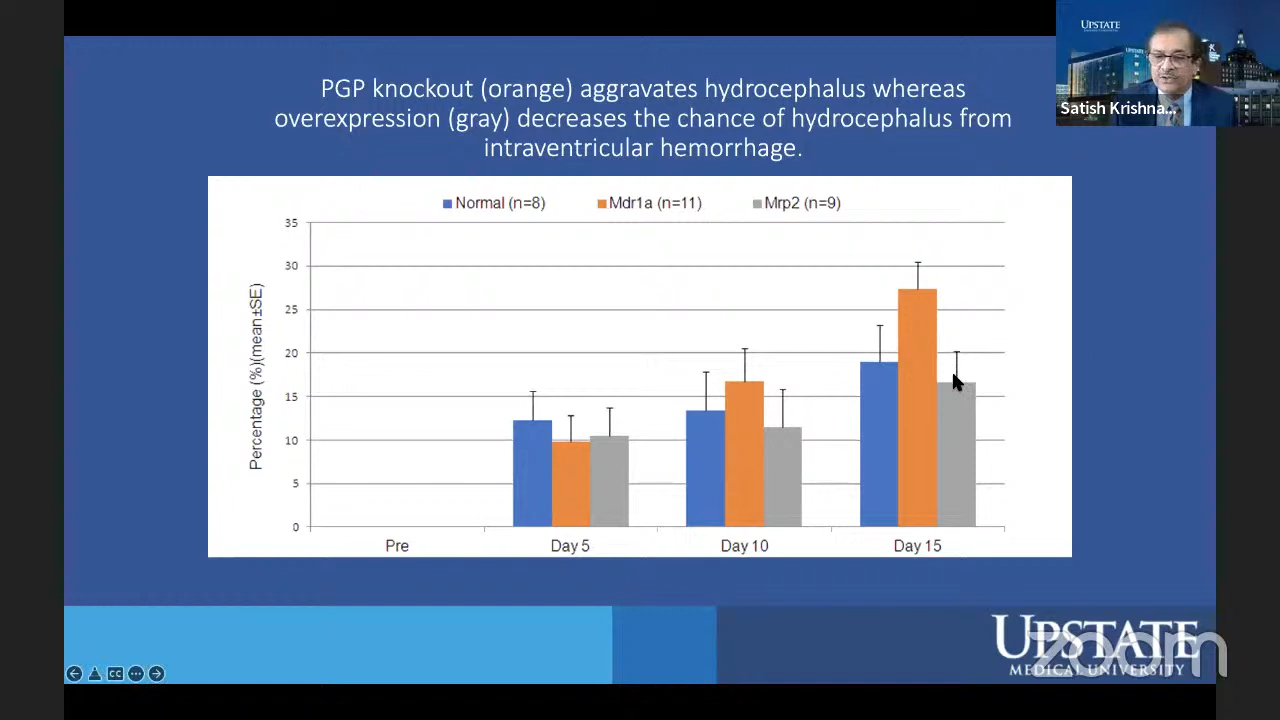 UPSTATE
Satish Krishna...
PGP knockout (orange) aggravates hydrocephalus whereas
overexpression (gray) decreases the chance of hydrocephalus from
intraventricular hemorrhage.
Normal (n=8) Mdr1a (n=11) Mrp2 (n=9)
Percentage (%)(mean±SE)
35
30
25
20
15
10
5
0
Pre Day 5 Day 10 Day 15
UPSTATE
MEDICAL UNIVERSITY
zoom
CC